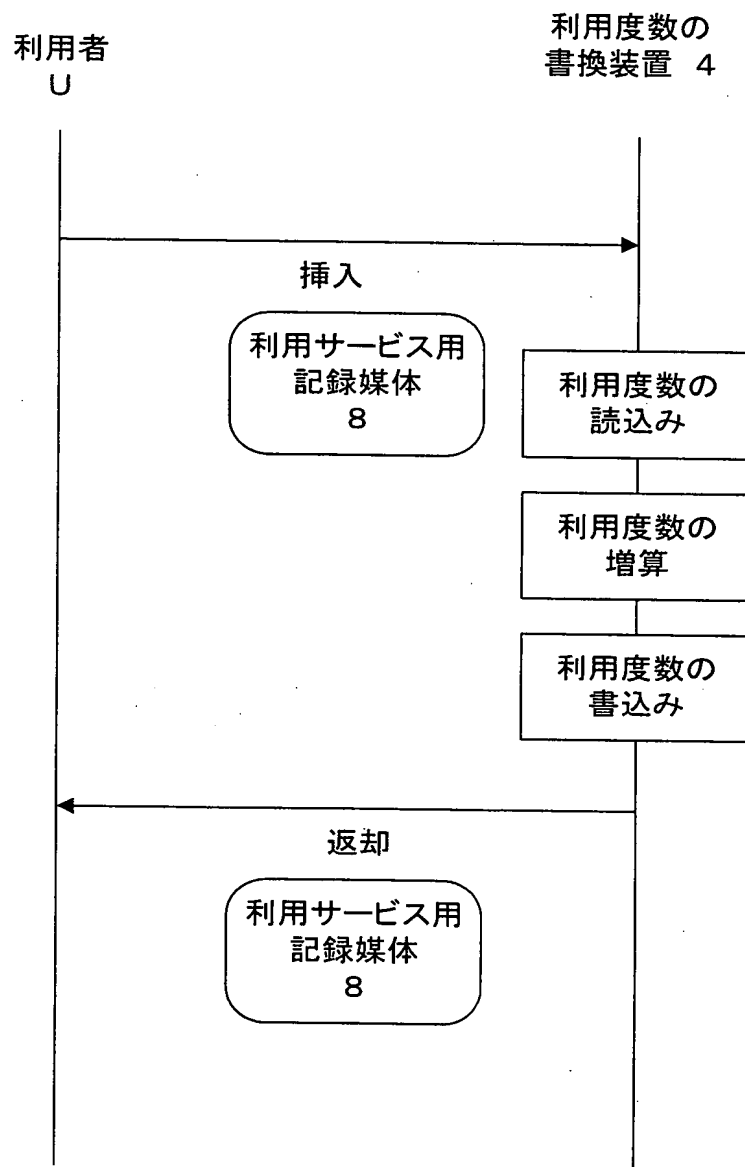 利用者
U
利用度数の
書換装置 4
挿入
利用サービス用
記録媒体
8
利用度数の
読込み
利用度数の
増算
利用度数の
書込み
返却
利用サービス用
記録媒体
8